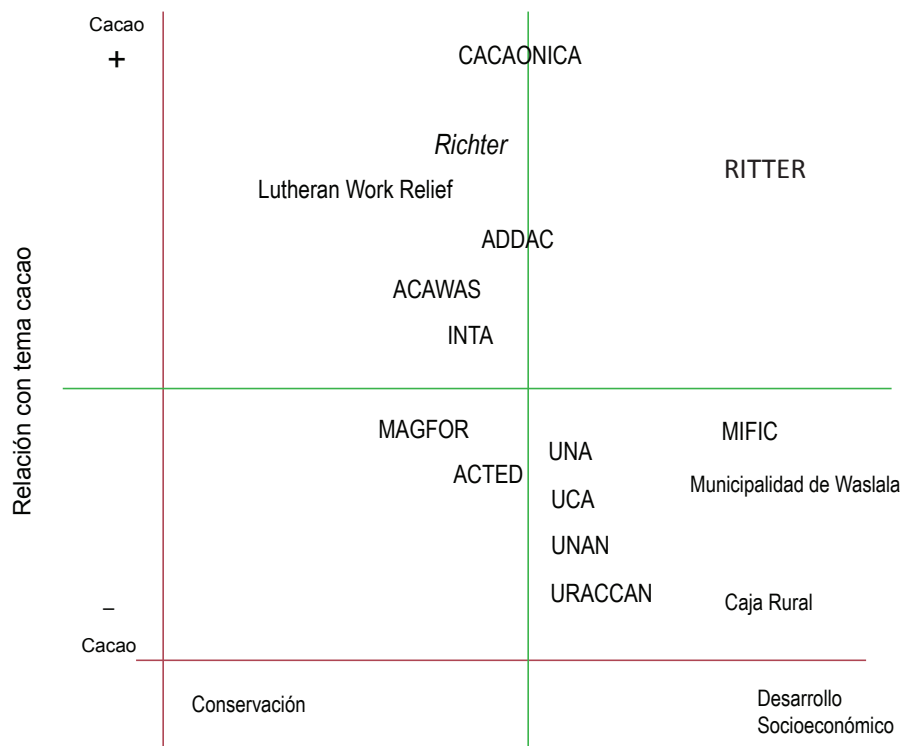 Cacao
+
CACAONICA
Richter
RITTER
Lutheran Work Relief
ADDAC
ACAWAS
INTA
Relación con tema cacao
MAGFOR
MIFIC
UNA
ACTED
Municipalidad de Waslala
UCA
UNAN
URACCAN
Caja Rural
–
Cacao
Conservación
Desarrollo
Socioeconómico